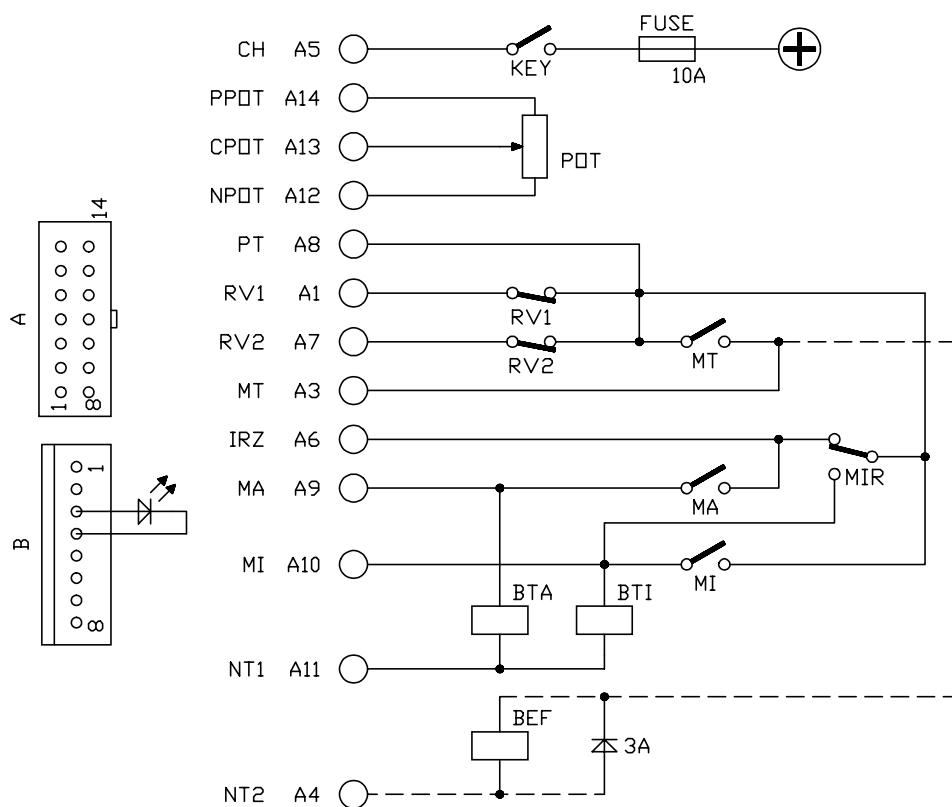 FUSE
CH A5
KEY
10A
PPOT A14
CPOT A13
POT
NPOT A12
14
PT A8
RV1 A1
RV1
A
RV2 A7
RV2
MT
MT A3
1
8
IRZ A6
MA A9
MA
MIR
1
B
MI A10
MI
BTA
BTI
8
NT1 A11
BEF
3A
NT2 A4